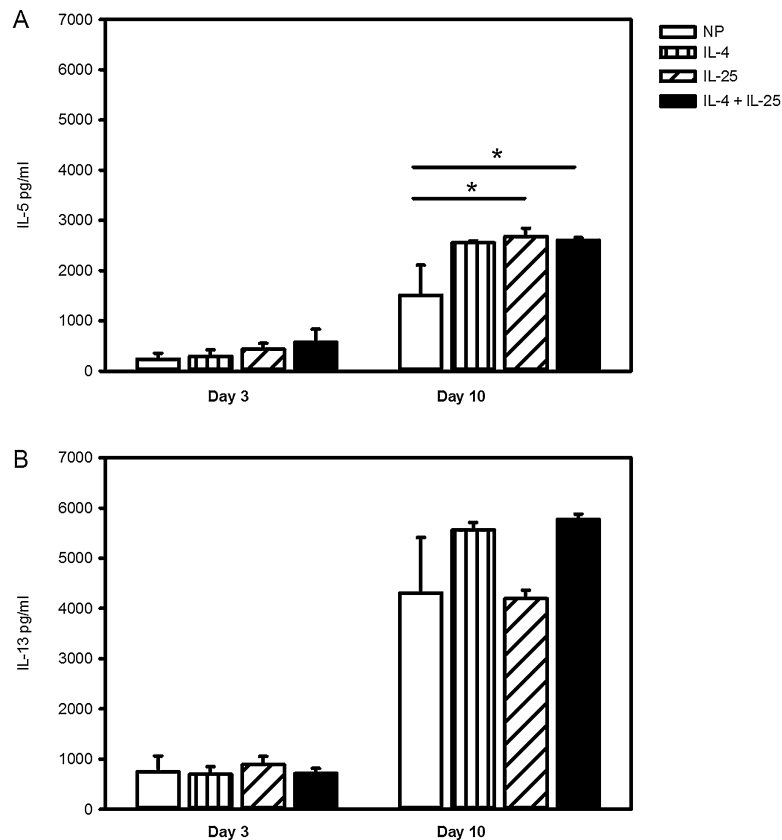 A
7000
6000
5000
4000
3000
2000
1000
0
IL-5 pg/ml
*
*
Day 3
Day 10
NP
IL-4
IL-25
IL-4 + IL-25
B
7000
6000
5000
4000
3000
2000
1000
0
IL-13 pg/ml
Day 3
Day 10